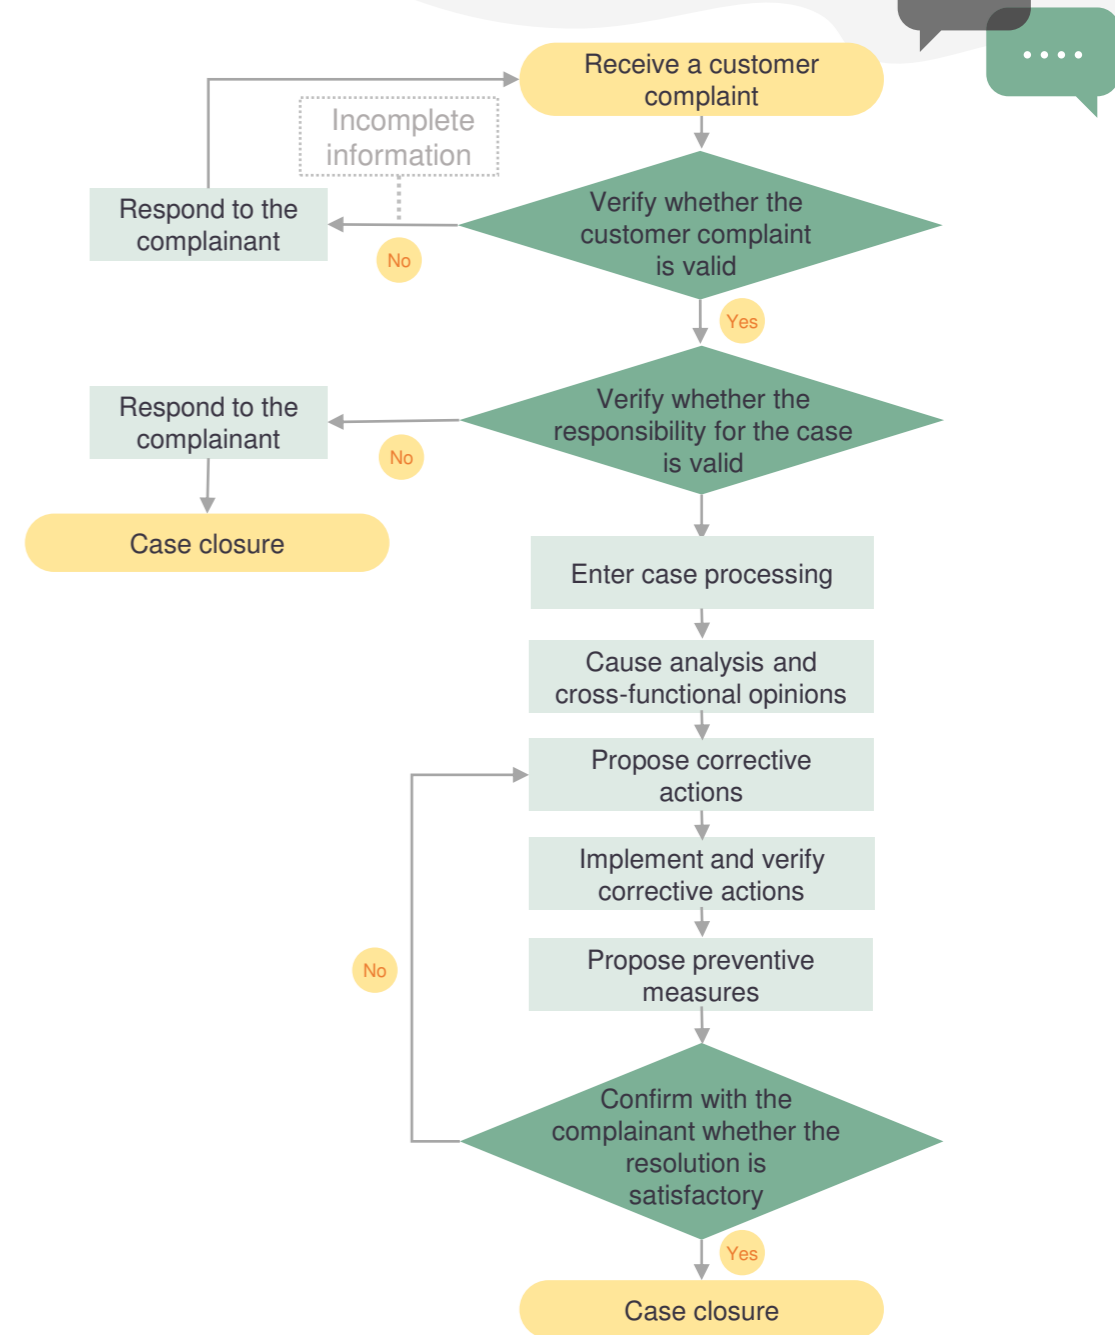 Receive a customer
complaint
Incomplete
information
Respond to the
complainant
Verify whether the
customer complaint
is valid
No
Yes
Respond to the
complainant
Verify whether the
responsibility for the case
is valid
No
Case closure
Enter case processing
Cause analysis and
cross-functional opinions
Propose corrective
actions
Implement and verify
corrective actions
Propose preventive
measures
No
Confirm with the
complainant whether the
resolution is
satisfactory
Yes
Case closure